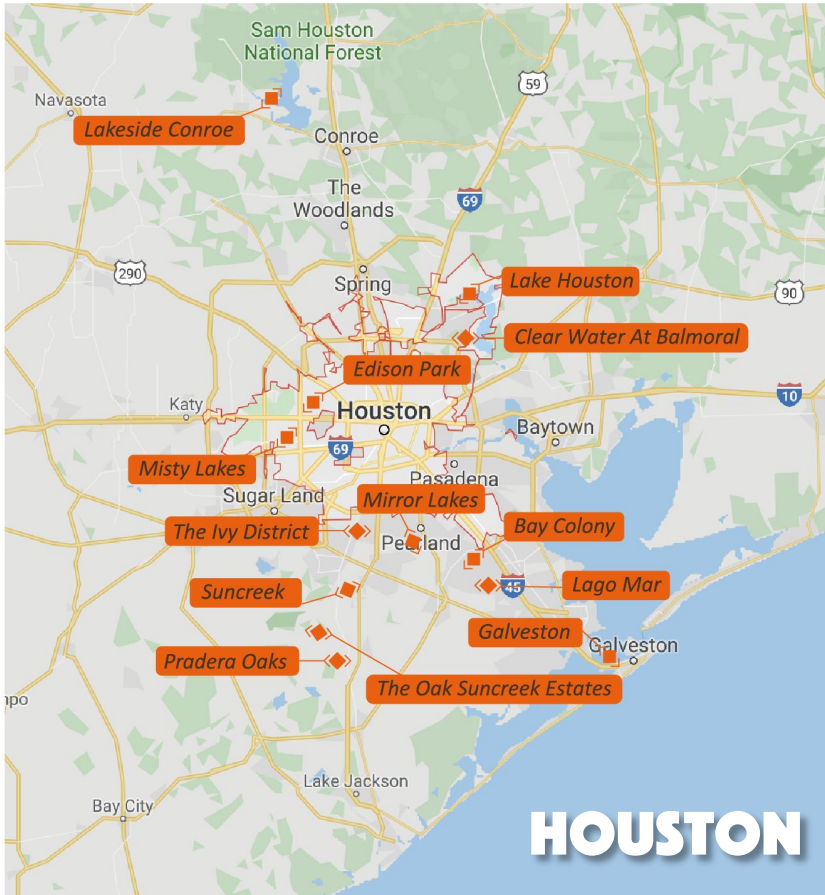 Sam Houston
National Forest
59
Navasota
Lakeside Conroe
Conroe
The
Woodlands
69
290
Spring
Lake Houston
90
Clear Water At Balmoral
Edison Park
Katy
Houston
10
Baytown
69
Misty Lakes
Pasadena
Sugar Land
Mirror Lakes
The Ivy District
Bay Colony
Pearland
Suncreek
45
Lago Mar
Galveston
Galveston
Pradera Oaks
The Oak Suncreek Estates
npo
Lake Jackson
Bay City
HOUSTON